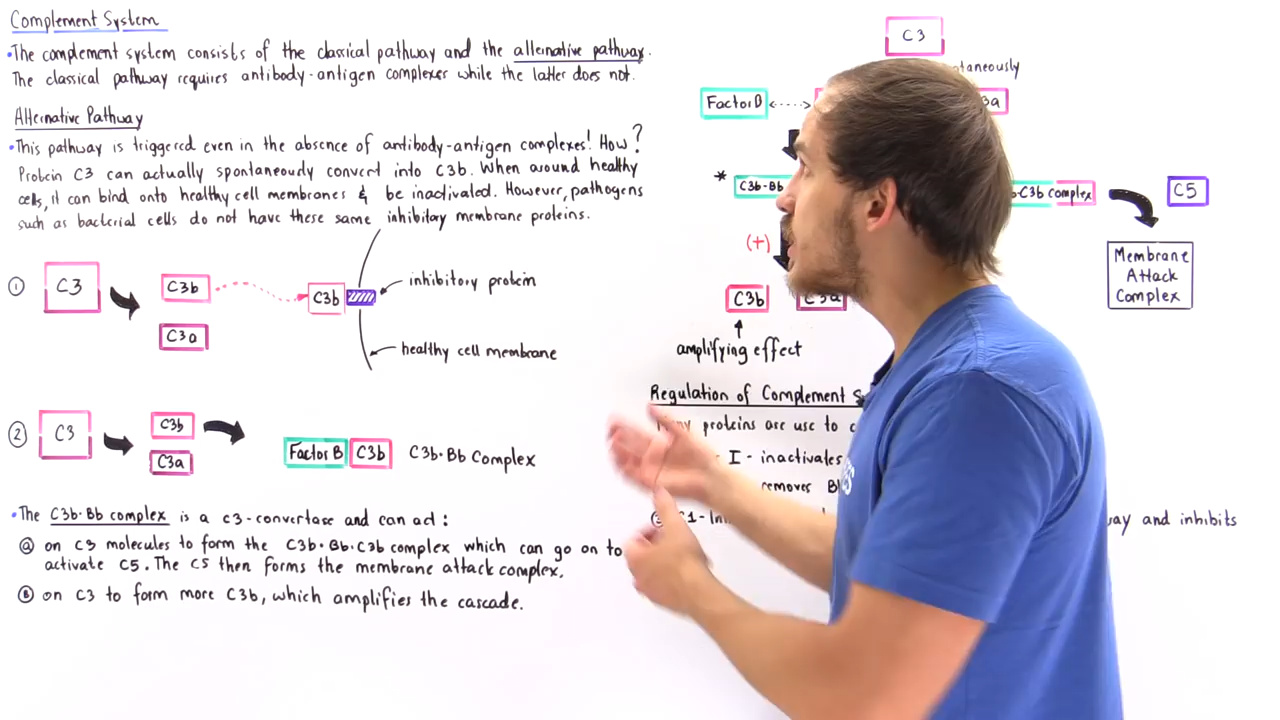 Complement System
•The complement system consists of the classical pathway and the alternative pathway.
The classical pathway requires antibody-antigen complexes while the latter does not.
Alternative Pathway
•This pathway is triggered even in the absence of antibody-antigen complexes! How?
Protein C3 can actually spontaneously convert into C3b. When around healthy
cells, it can bind onto healthy cell membranes & be inactivated. However, pathogens
such as bacterial cells do not have these same inhibitory membrane proteins.
① C3
C3b
C3a
C3b
inhibitory protein
healthy cell membrane
② C3
C3b
C3a
Factor B C3b C3b·Bb Complex
•The C3b·Bb complex is a c3-convertase and can act:
ⓐ on C3 molecules to form the C3b·Bb·C3b complex which can go on to
activate C5. The C5 then forms the membrane attack complex.
Ⓑ on C3 to form more C3b, which amplifies the cascade.
C3
Factor D
* C3b-Bb
C3b complex
C5
(+)
Membrane
Attack
Complex
C3b
C3a
amplifying effect
Regulation of Complement
proteins are use to
I - inactivates
removes
and inhibits